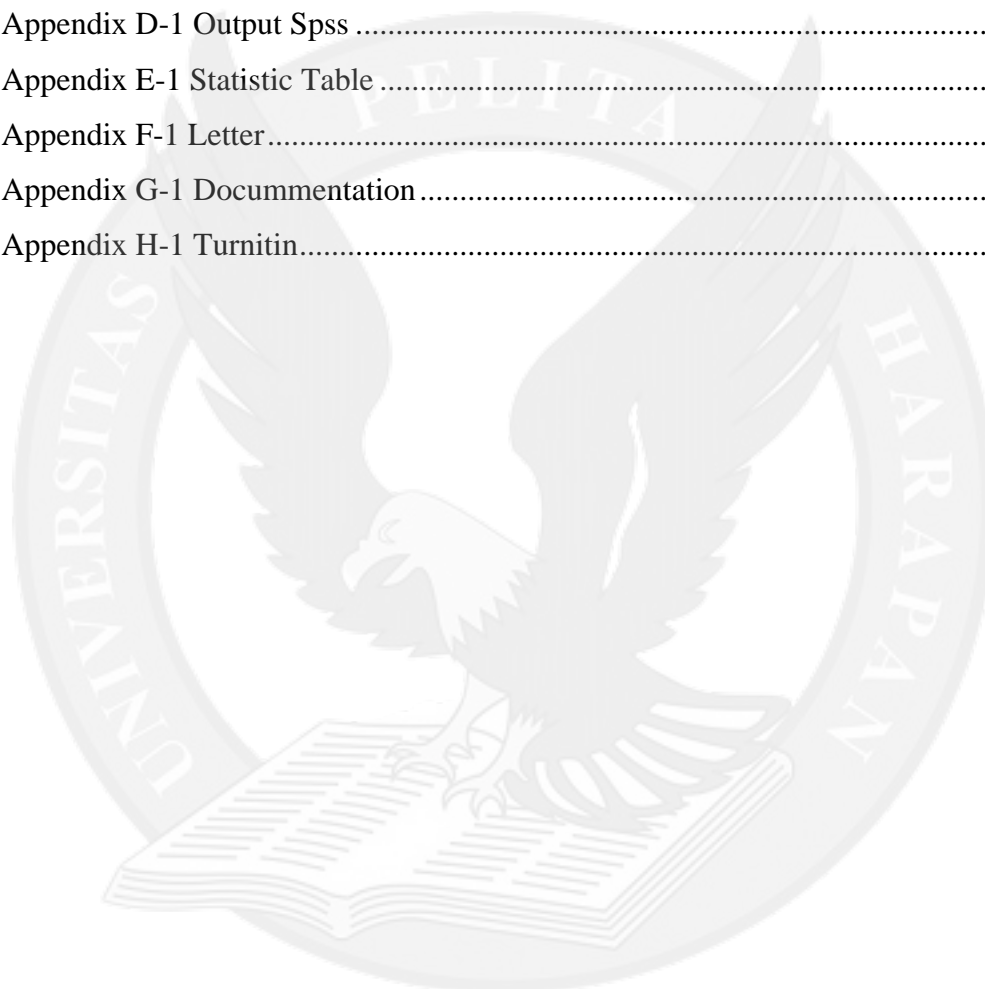 Appendix D-1 Output Spss ..........................................................................................
Appendix E-1 Statistic Table .......................................................................................
Appendix F-1 Letter.......................................................................................................
Appendix G-1 Docummentation .................................................................................
Appendix H-1 Turnitin..................................................................................................
UNIVERSITAS PELITA HARAPAN